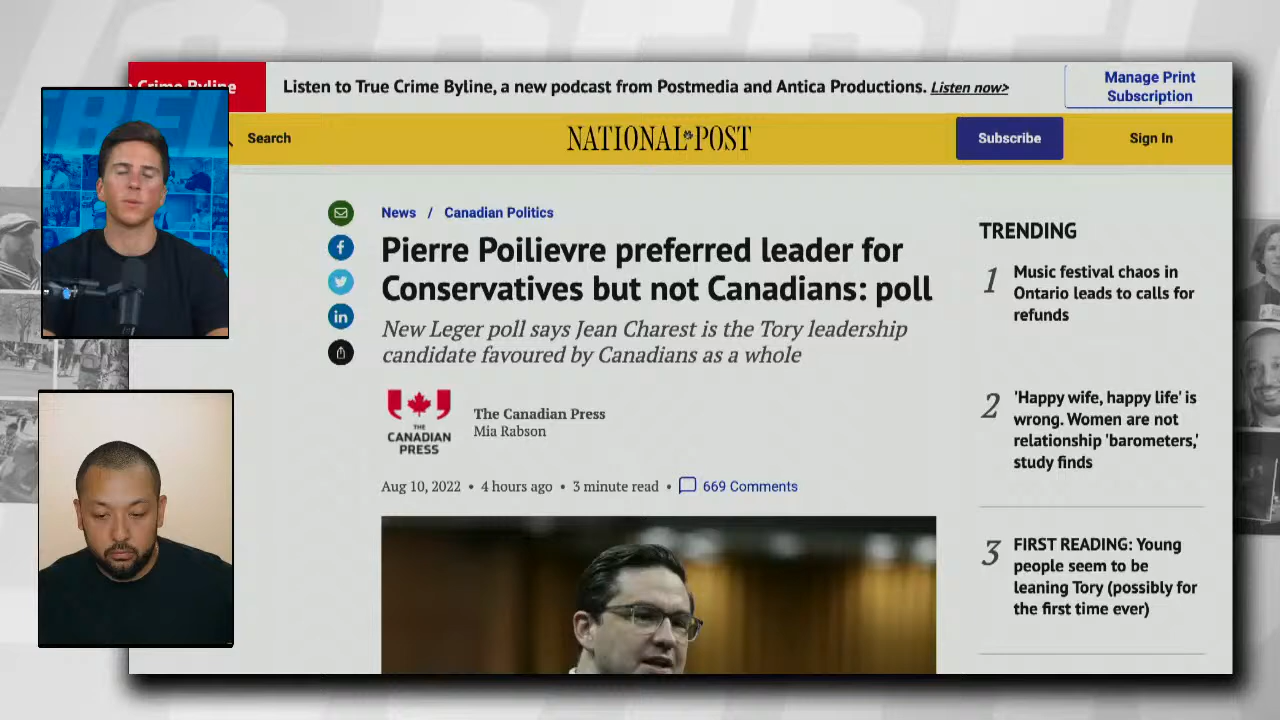 Crime Byline
Listen to True Crime Byline, a new podcast from Postmedia and Antica Productions. Listen now>
Manage Print
Subscription
Search
NATIONAL POST
Subscribe
Sign In
News / Canadian Politics
Pierre Poilievre preferred leader for
Conservatives but not Canadians: poll
New Leger poll says Jean Charest is the Tory leadership
candidate favoured by Canadians as a whole
THE
CANADIAN
PRESS
The Canadian Press
Mia Rabson
Aug 10, 2022 • 4 hours ago • 3 minute read • 669 Comments
TRENDING
1
Music festival chaos in
Ontario leads to calls for
refunds
2
'Happy wife, happy life' is
wrong. Women are not
relationship 'barometers,'
study finds
3
FIRST READING: Young
people seem to be
leaning Tory (possibly for
the first time ever)